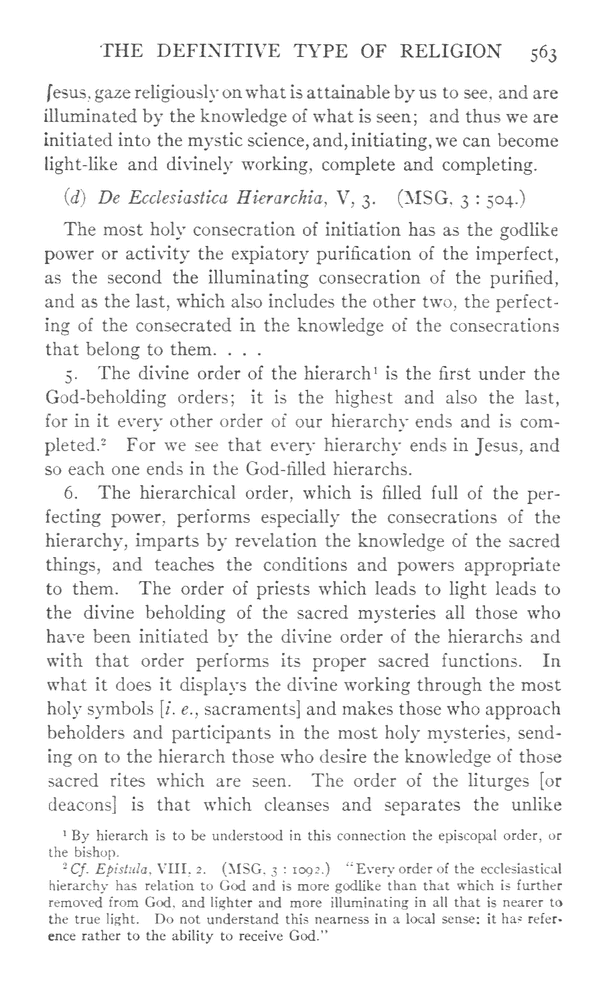 THE DEFINITIVE TYPE OF RELIGION 563
Jesus, gaze religiously on what is attainable by us to see, and are
illuminated by the knowledge of what is seen; and thus we are
initiated into the mystic science, and, initiating, we can become
light-like and divinely working, complete and completing.
(d) De Ecclesiastica Hierarchia, V, 3. (MSG, 3 : 504.)
The most holy consecration of initiation has as the godlike
power or activity the expiatory purification of the imperfect,
as the second the illuminating consecration of the purified,
and as the last, which also includes the other two, the perfect-
ing of the consecrated in the knowledge of the consecrations
that belong to them. . . .
5. The divine order of the hierarch¹ is the first under the
God-beholding orders; it is the highest and also the last,
for in it every other order of our hierarchy ends and is com-
pleted.² For we see that every hierarchy ends in Jesus, and
so each one ends in the God-filled hierarchs.
6. The hierarchical order, which is filled full of the per-
fecting power, performs especially the consecrations of the
hierarchy, imparts by revelation the knowledge of the sacred
things, and teaches the conditions and powers appropriate
to them. The order of priests which leads to light leads to
the divine beholding of the sacred mysteries all those who
have been initiated by the divine order of the hierarchs and
with that order performs its proper sacred functions. In
what it does it displays the divine working through the most
holy symbols [i. e., sacraments] and makes those who approach
beholders and participants in the most holy mysteries, send-
ing on to the hierarch those who desire the knowledge of those
sacred rites which are seen. The order of the liturges [or
deacons] is that which cleanses and separates the unlike
¹ By hierarch is to be understood in this connection the episcopal order, or
the bishop.
² Cf. Epistula, VIII, 2. (MSG, 3 : 1092.) "Every order of the ecclesiastical
hierarchy has relation to God and is more godlike than that which is further
removed from God, and lighter and more illuminating in all that is nearer to
the true light. Do not understand this nearness in a local sense; it has refer-
ence rather to the ability to receive God."